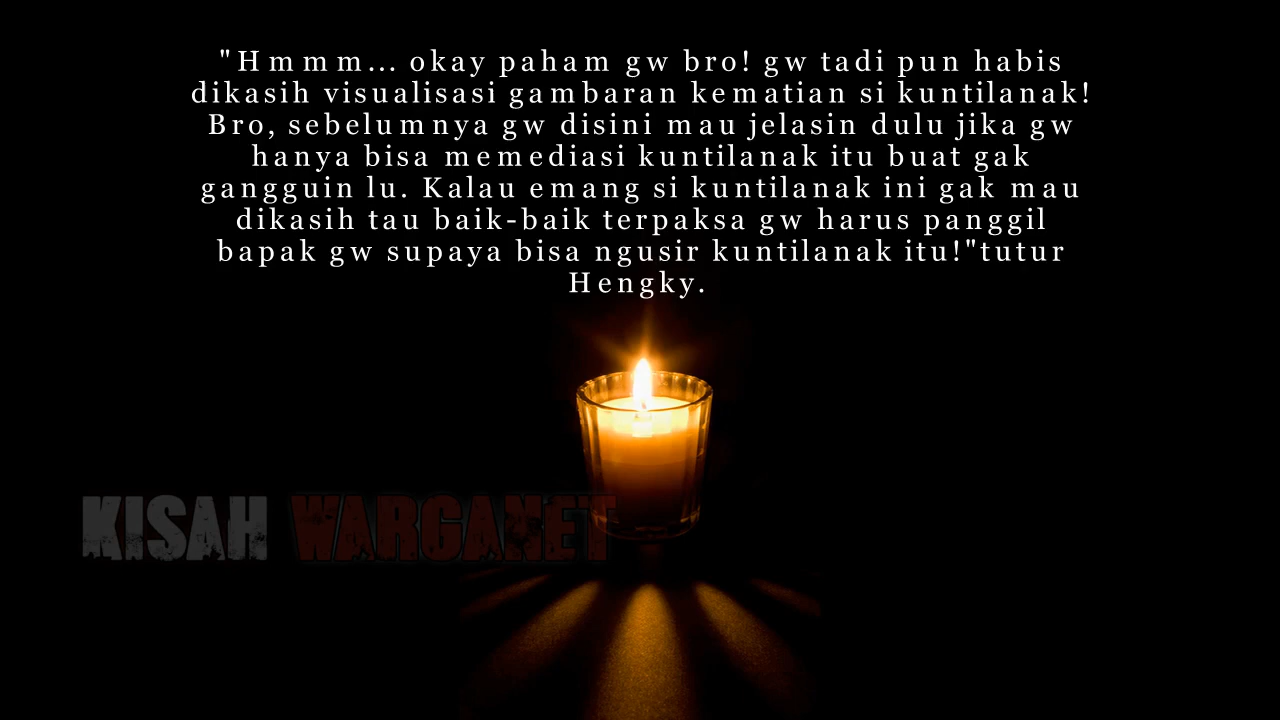 "Hmmm... okay paham gw bro! gw tadi pun habis
dikasih visualisasi gambaran kematian si kuntilanak!
Bro, sebelumnya gw disini mau jelasin dulu jika gw
hanya bisa memediasi kuntilanak itu buat gak
gangguin lu. Kalau emang si kuntilanak ini gak mau
dikasih tau baik-baik terpaksa gw harus panggil
bapak gw supaya bisa ngusir kuntilanak itu!"tutur
Hengky.
KISAH WARGANET